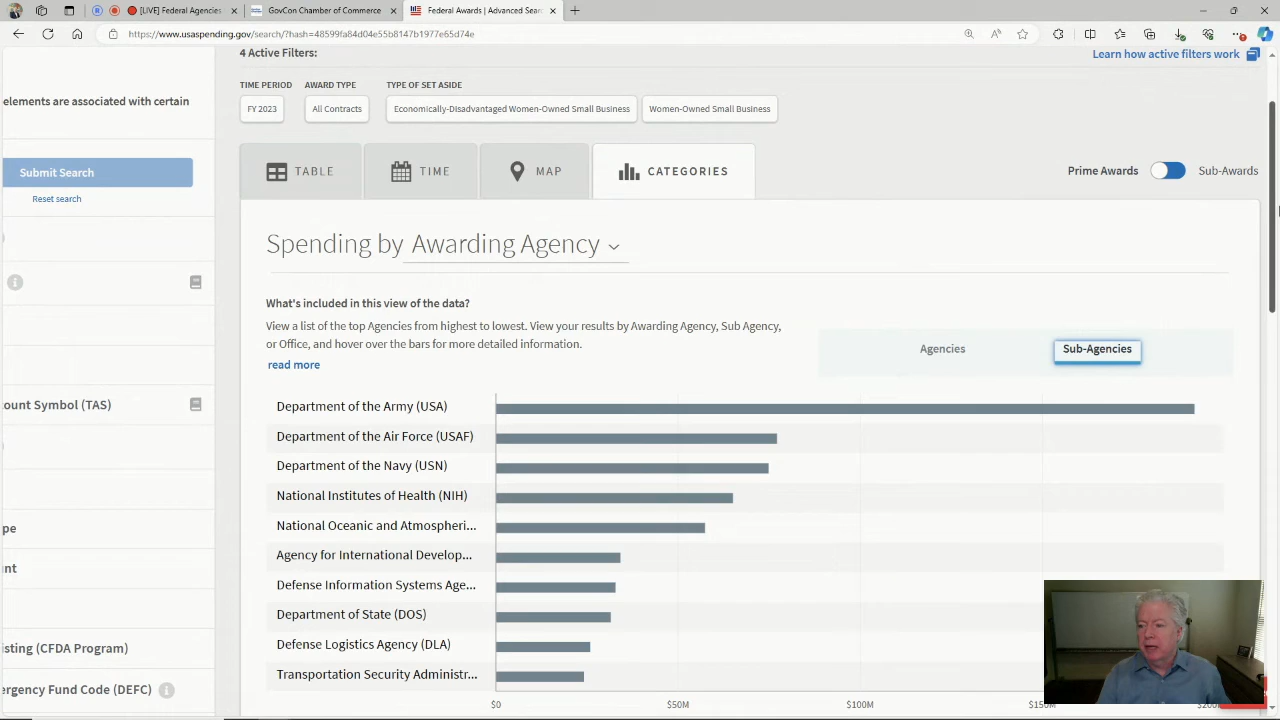 [LIVE] Federal Agencies
GovCon Chamber of Commerce
Federal Awards | Advanced Sear
https://www.usaspending.gov/search/?hash=48599fa84d04e55b8147b1977e65d74e
4 Active Filters:
Learn how active filters work
elements are associated with certain
TIME PERIOD
AWARD TYPE
TYPE OF SET ASIDE
FY 2023
All Contracts
Economically-Disadvantaged Women-Owned Small Business
Women-Owned Small Business
Submit Search
Reset search
TABLE
TIME
MAP
CATEGORIES
Prime Awards
Sub-Awards
Spending by Awarding Agency
What's included in this view of the data?
View a list of the top Agencies from highest to lowest. View your results by Awarding Agency, Sub Agency,
or Office, and hover over the bars for more detailed information.
read more
Agencies
Sub-Agencies
ount Symbol (TAS)
pe
nt
isting (CFDA Program)
ergency Fund Code (DEFC)
Department of the Army (USA)
Department of the Air Force (USAF)
Department of the Navy (USN)
National Institutes of Health (NIH)
National Oceanic and Atmospheri...
Agency for International Develop...
Defense Information Systems Age...
Department of State (DOS)
Defense Logistics Agency (DLA)
Transportation Security Administr...
$0
$50M
$100M